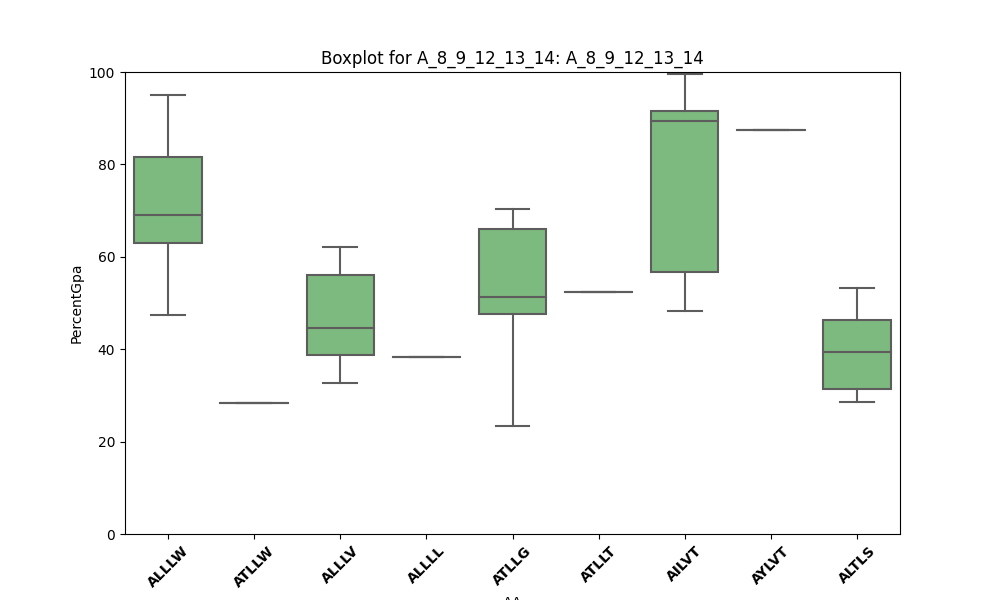 Boxplot for A_8_9_12_13_14: A_8_9_12_13_14
100
80
60
40
20
0
PercentGpa
ALLLW
ATLLW
ALLLV
ALLLL
ATLLG
ATLLT
AILVT
AYLVT
ALTLS